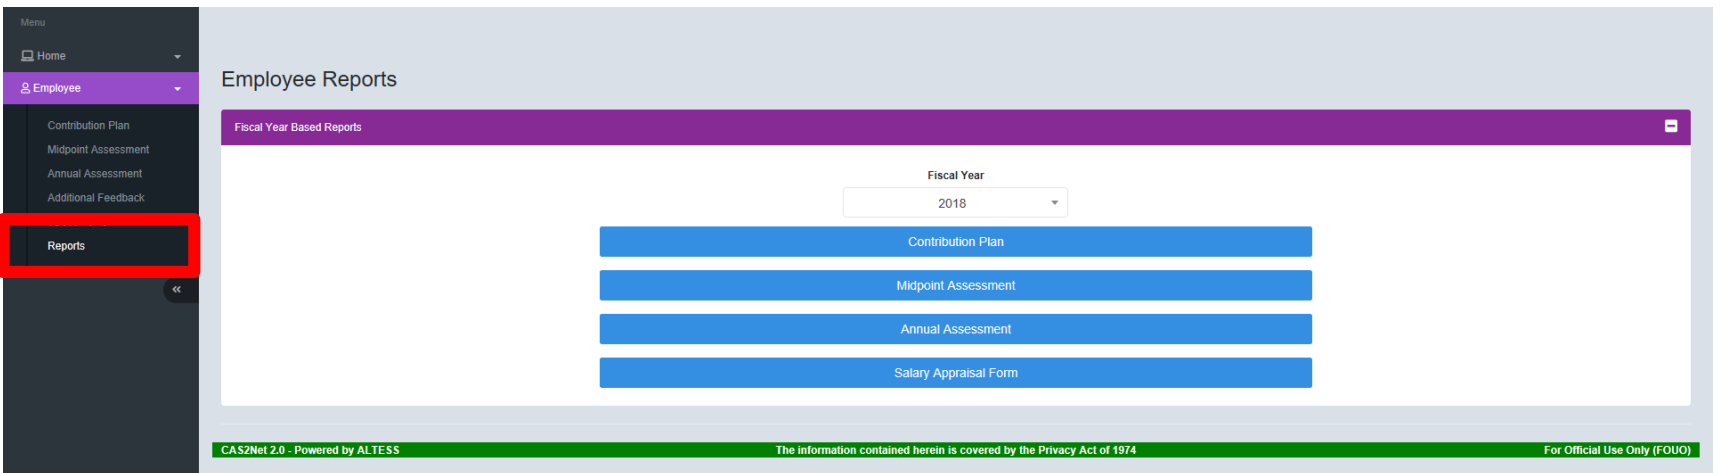 Menu
Home
Employee
Contribution Plan
Midpoint Assessment
Annual Assessment
Additional Feedback
Reports
Employee Reports
Fiscal Year Based Reports
Fiscal Year
2018
Contribution Plan
Midpoint Assessment
Annual Assessment
Salary Appraisal Form
CAS2Net 2.0 - Powered by ALTESS
The information contained herein is covered by the Privacy Act of 1974
For Official Use Only (FOUO)